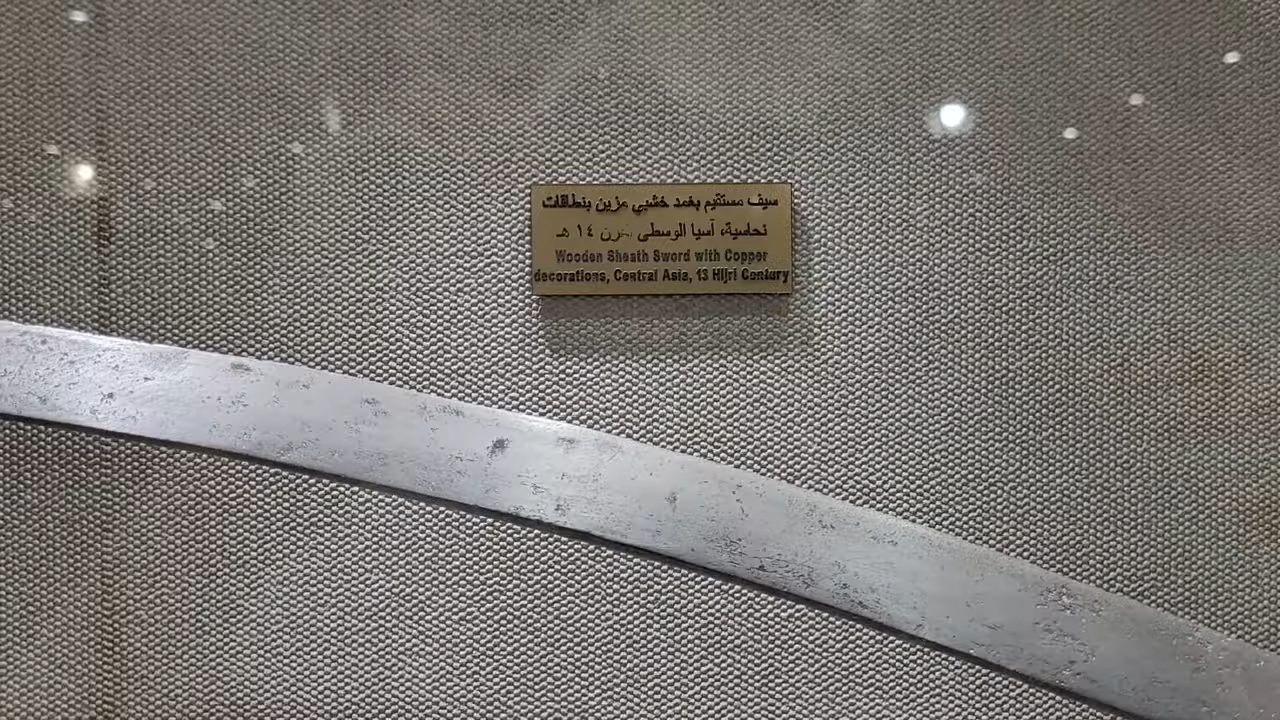 سيف مستقيم بغمد خشبي مزين بنطاقات
نحاسية، آسيا الوسطى ١٤ هـ
Wooden Sheath Sword with Copper
decorations, Central Asia, 13 Hijri Century